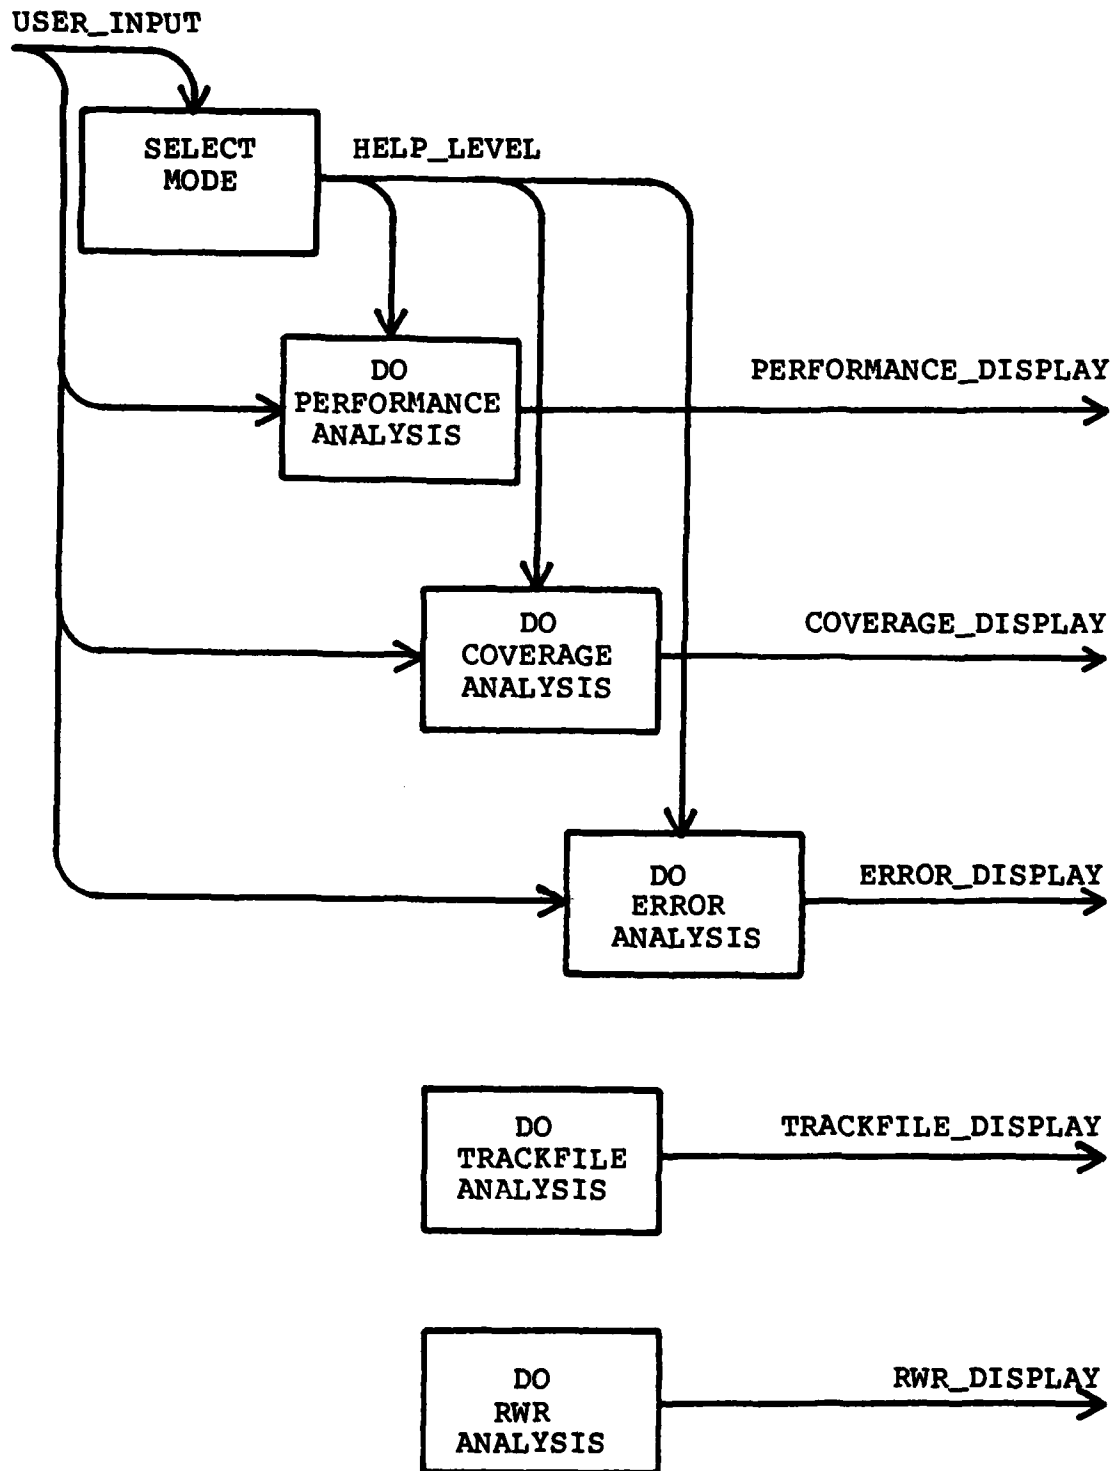 USER_INPUT
SELECT
MODE
HELP_LEVEL
DO
PERFORMANCE
ANALYSIS
PERFORMANCE_DISPLAY
DO
COVERAGE
ANALYSIS
COVERAGE_DISPLAY
DO
ERROR
ANALYSIS
ERROR_DISPLAY
DO
TRACKFILE
ANALYSIS
TRACKFILE_DISPLAY
DO
RWR
ANALYSIS
RWR_DISPLAY